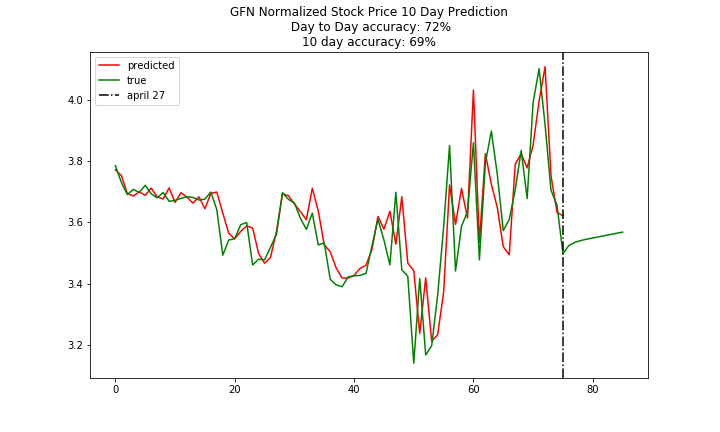 GFN Normalized Stock Price 10 Day Prediction
Day to Day accuracy: 72%
10 day accuracy: 69%
predicted
true
april 27
4.0
3.8
3.6
3.4
3.2
0
20
40
60
80